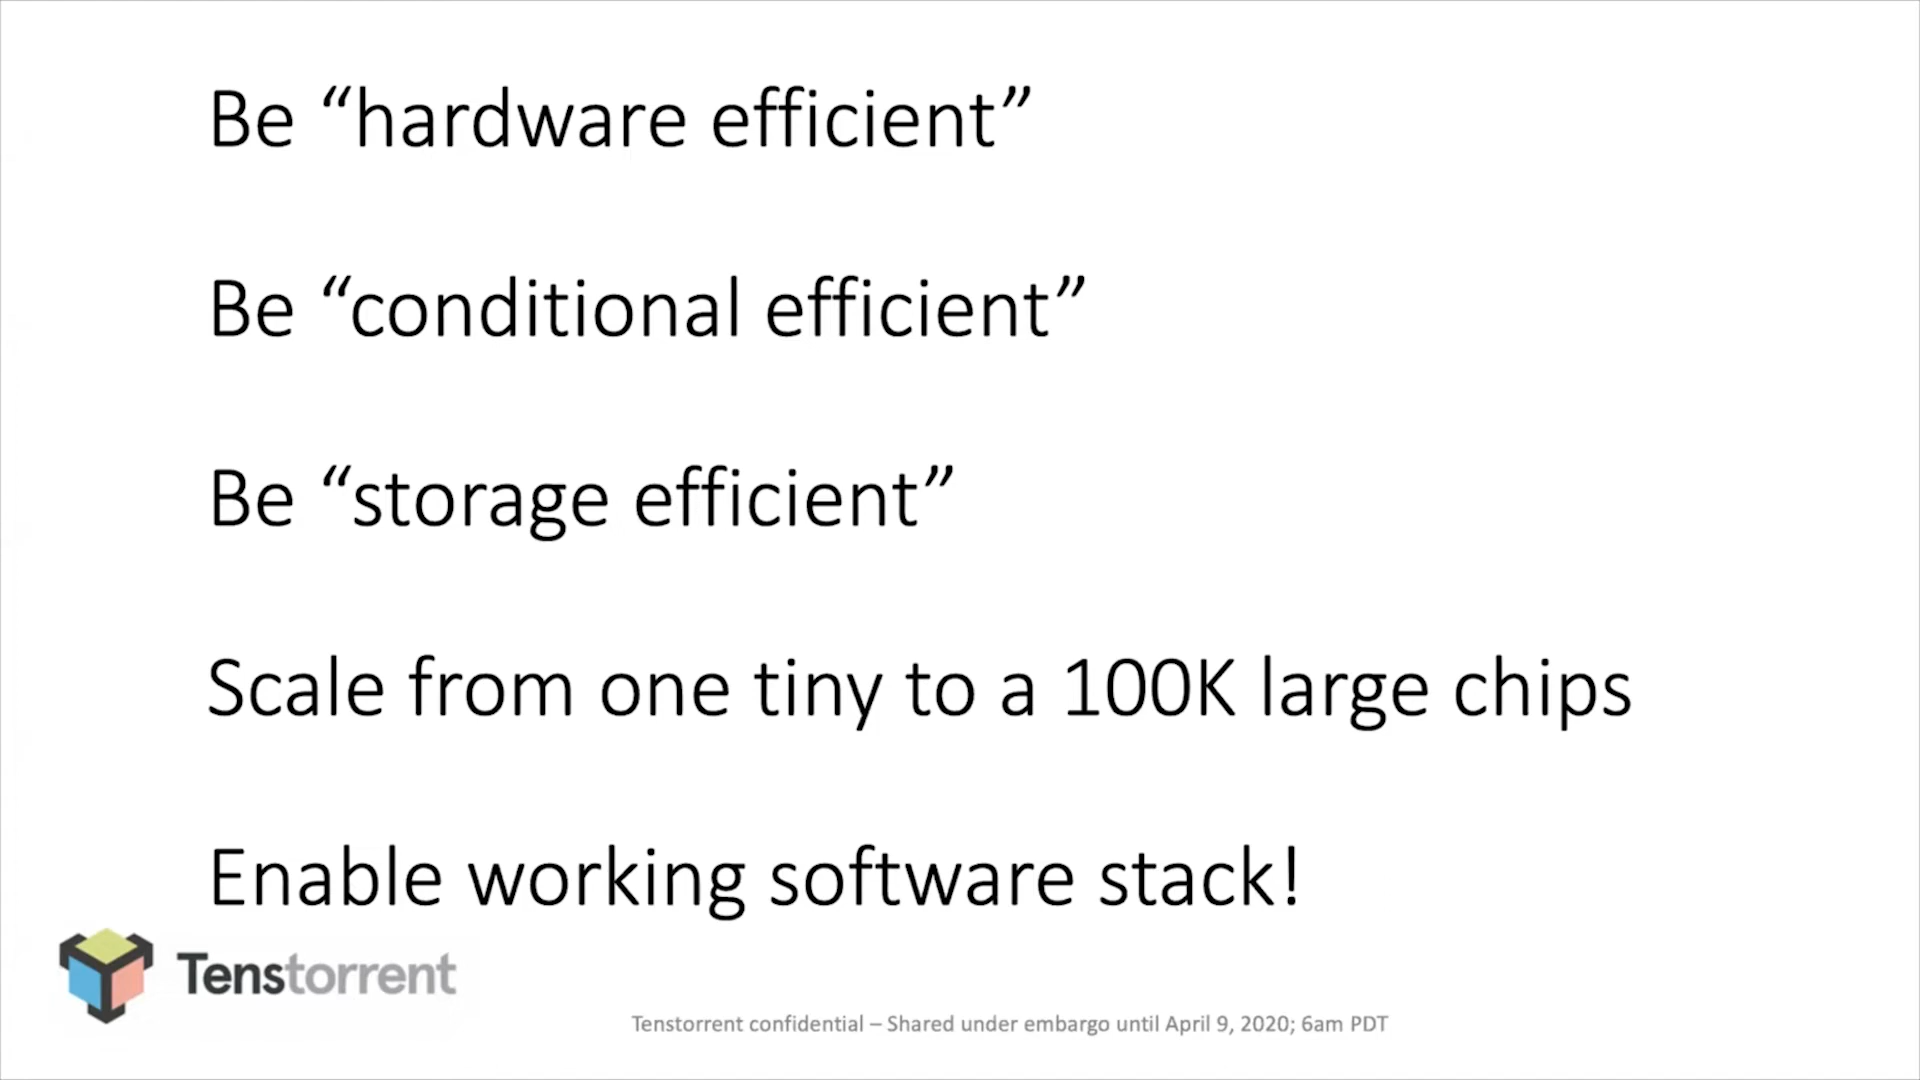 Be “hardware efficient”
Be “conditional efficient”
Be “storage efficient”
Scale from one tiny to a 100K large chips
Enable working software stack!
Tenstorrent
Tenstorrent confidential – Shared under embargo until April 9, 2020; 6am PDT